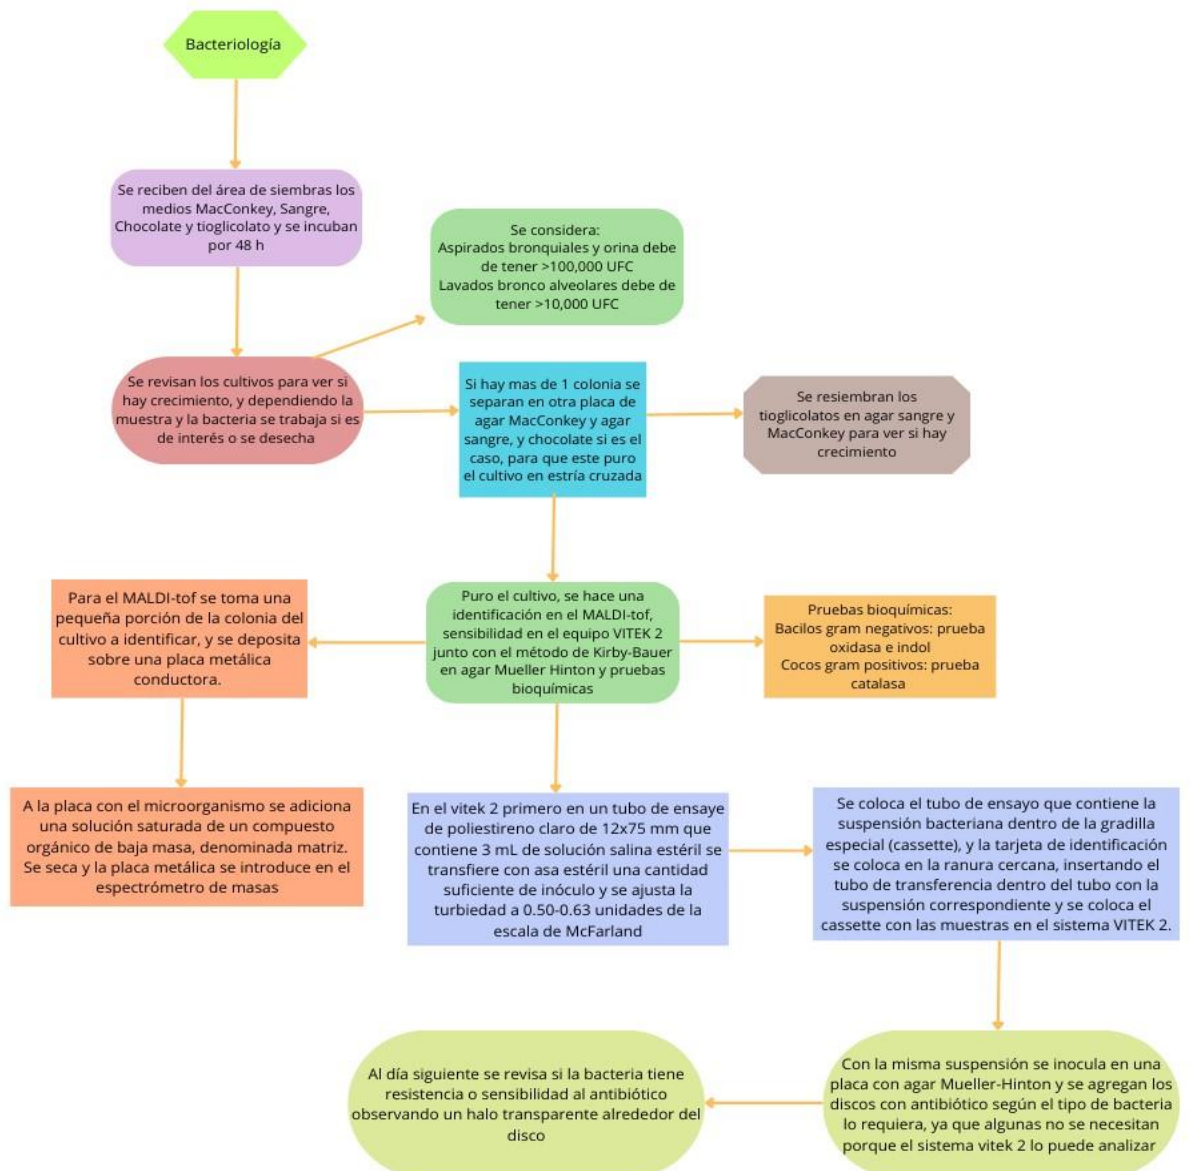 Bacteriología
Se reciben del área de siembras los
medios MacConkey, Sangre,
Chocolate y tioglicolato y se incuban
por 48 h
Se considera:
Aspirados bronquiales y orina debe
de tener >100,000 UFC
Lavados bronco alveolares debe de
tener >10,000 UFC
Se revisan los cultivos para ver si
hay crecimiento, y dependiendo la
muestra y la bacteria se trabaja si es
de interés o se desecha
Si hay mas de 1 colonia se
separan en otra placa de
agar MacConkey y agar
sangre, y chocolate si es el
caso, para que este puro
el cultivo en estría cruzada
Se resiembran los
tioglicolatos en agar sangre y
MacConkey para ver si hay
crecimiento
Para el MALDI-tof se toma una
pequeña porción de la colonia del
cultivo a identificar, y se deposita
sobre una placa metálica
conductora.
Puro el cultivo, se hace una
identificación en el MALDI-tof,
sensibilidad en el equipo VITEK 2
junto con el método de Kirby-Bauer
en agar Mueller Hinton y pruebas
bioquímicas
Pruebas bioquímicas:
Bacilos gram negativos: prueba
oxidasa e indol
Cocos gram positivos: prueba
catalasa
A la placa con el microorganismo se adiciona
una solución saturada de un compuesto
orgánico de baja masa, denominada matriz.
Se seca y la placa metálica se introduce en el
espectrómetro de masas
En el vitek 2 primero en un tubo de ensaye
de poliestireno claro de 12x75 mm que
contiene 3 mL de solución salina estéril se
transfiere con asa estéril una cantidad
suficiente de inóculo y se ajusta la
turbiedad a 0.50-0.63 unidades de la
escala de McFarland
Se coloca el tubo de ensayo que contiene la
suspensión bacteriana dentro de la gradilla
especial (cassette), y la tarjeta de identificación
se coloca en la ranura cercana, insertando el
tubo de transferencia dentro del tubo con la
suspensión correspondiente y se coloca el
cassette con las muestras en el sistema VITEK 2.
Con la misma suspensión se inocula en una
placa con agar Mueller-Hinton y se agregan los
discos con antibiótico según el tipo de bacteria
lo requiera, ya que algunas no se necesitan
porque el sistema vitek 2 lo puede analizar
Al día siguiente se revisa si la bacteria tiene
resistencia o sensibilidad al antibiótico
observando un halo transparente alrededor del
disco